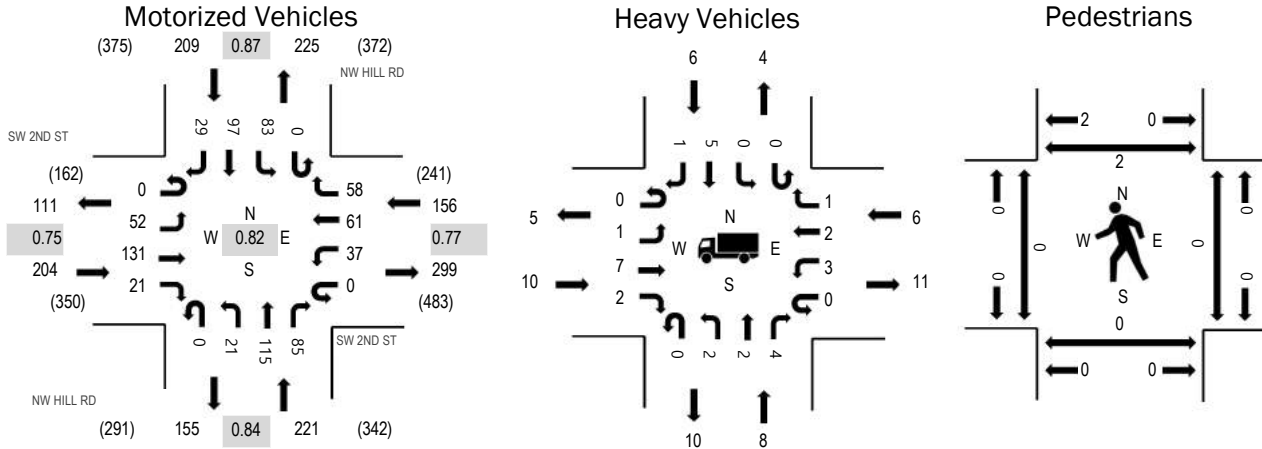 Motorized Vehicles
(375) 209 0.87 225 (372)
NW HILL RD
29 97 83 0
SW 2ND ST
(162)
111
0.75
204
(350)
0
52
131
21
N
W 0.82 E
S
58
61
37
0
(241)
156
0.77
299
(483)
0 21 115 85
SW 2ND ST
NW HILL RD
(291) 155 0.84 221 (342)
Heavy Vehicles
6 4
1 5 0 0
5
10
0
1
7
2
N
W E
S
1
2
3
0
6
11
0 2 2 4
10 8
Pedestrians
2 0
2
0
0
0
N
W E
S
0
0
0
0
0 0